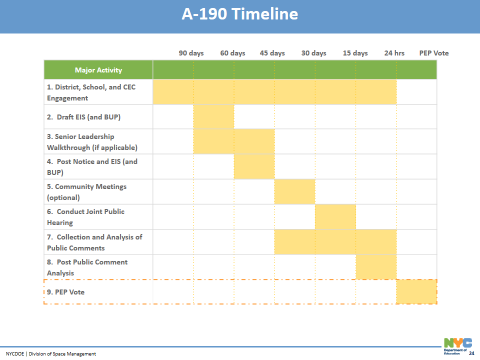 A-190 Timeline
90 days 60 days 45 days 30 days 15 days 24 hrs PEP Vote
Major Activity
1. District, School, and CEC
Engagement
2. Draft EIS (and BUP)
3. Senior Leadership
Walkthrough (if applicable)
4. Post Notice and EIS (and
BUP)
5. Community Meetings
(optional)
6. Conduct Joint Public
Hearing
7. Collection and Analysis of
Public Comments
8. Post Public Comment
Analysis
9. PEP Vote
NYCDOE | Division of Space Management
NYC
Department of
Education
24